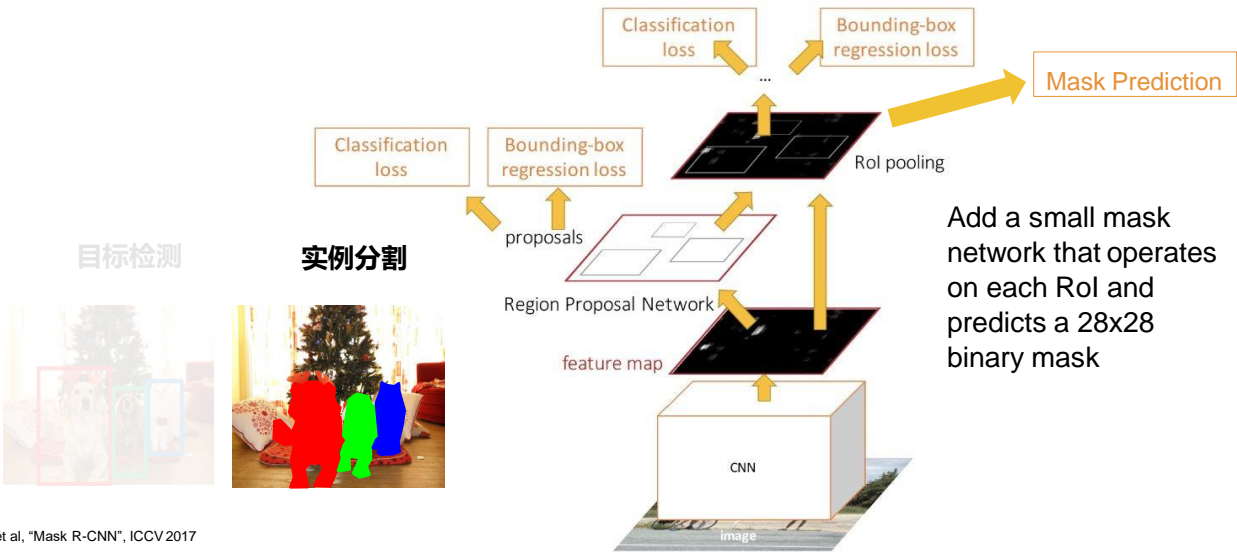 Classification
loss
Bounding-box
regression loss
...
Mask Prediction
Classification
loss
Bounding-box
regression loss
RoI pooling
proposals
Region Proposal Network
feature map
CNN
image
Add a small mask
network that operates
on each RoI and
predicts a 28x28
binary mask
目标检测
实例分割
et al, “Mask R-CNN”, ICCV 2017